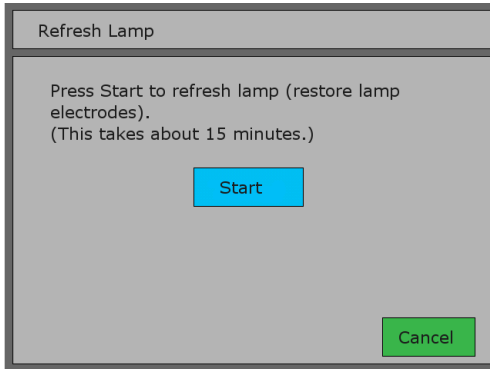 Refresh Lamp
Press Start to refresh lamp (restore lamp
electrodes).
(This takes about 15 minutes.)
Start
Cancel